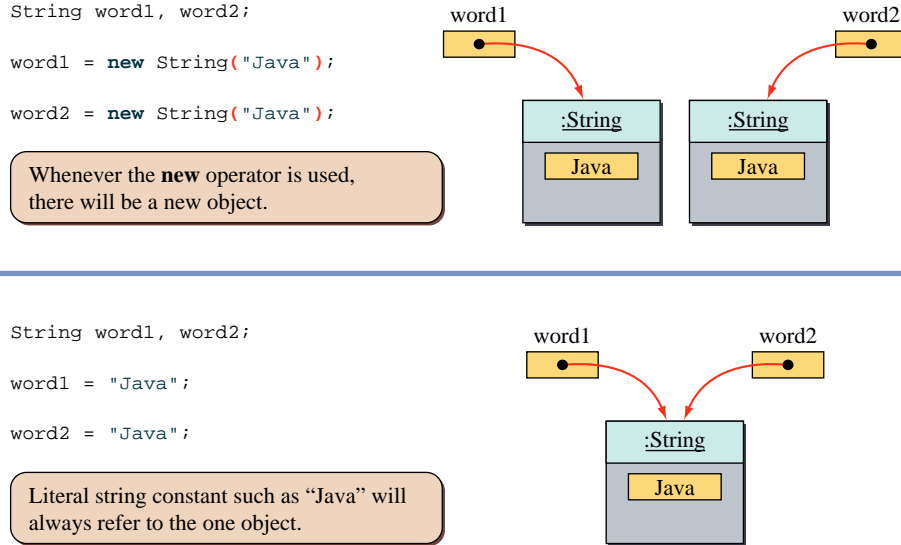 String word1, word2;
word1 = new String("Java");
word2 = new String("Java");
Whenever the new operator is used,
there will be a new object.
word1
word2
:String
:String
Java
Java
String word1, word2;
word1 = "Java";
word2 = "Java";
Literal string constant such as “Java” will
always refer to the one object.
word1
word2
:String
Java